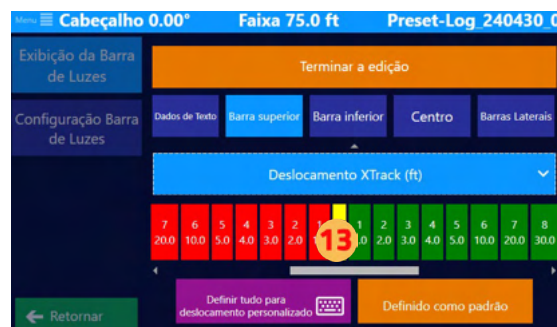 Menu Cabeçalho 0.00° Faixa 75.0 ft Preset-Log_240430_0
Exibição da Barra
de Luzes
Terminar a edição
Configuração Barra
de Luzes
Dados de Texto Barra superior Barra inferior Centro Barras Laterais
Deslocamento XTrack (ft)
7 6 5 4 3 2 1 1 2 3 4 5 6 7 8
20.0 10.0 5.0 4.0 3.0 2.0 13 .0 2.0 3.0 4.0 5.0 10.0 20.0 30.0
Definir tudo para
deslocamento personalizado
Definido como padrão
Retornar